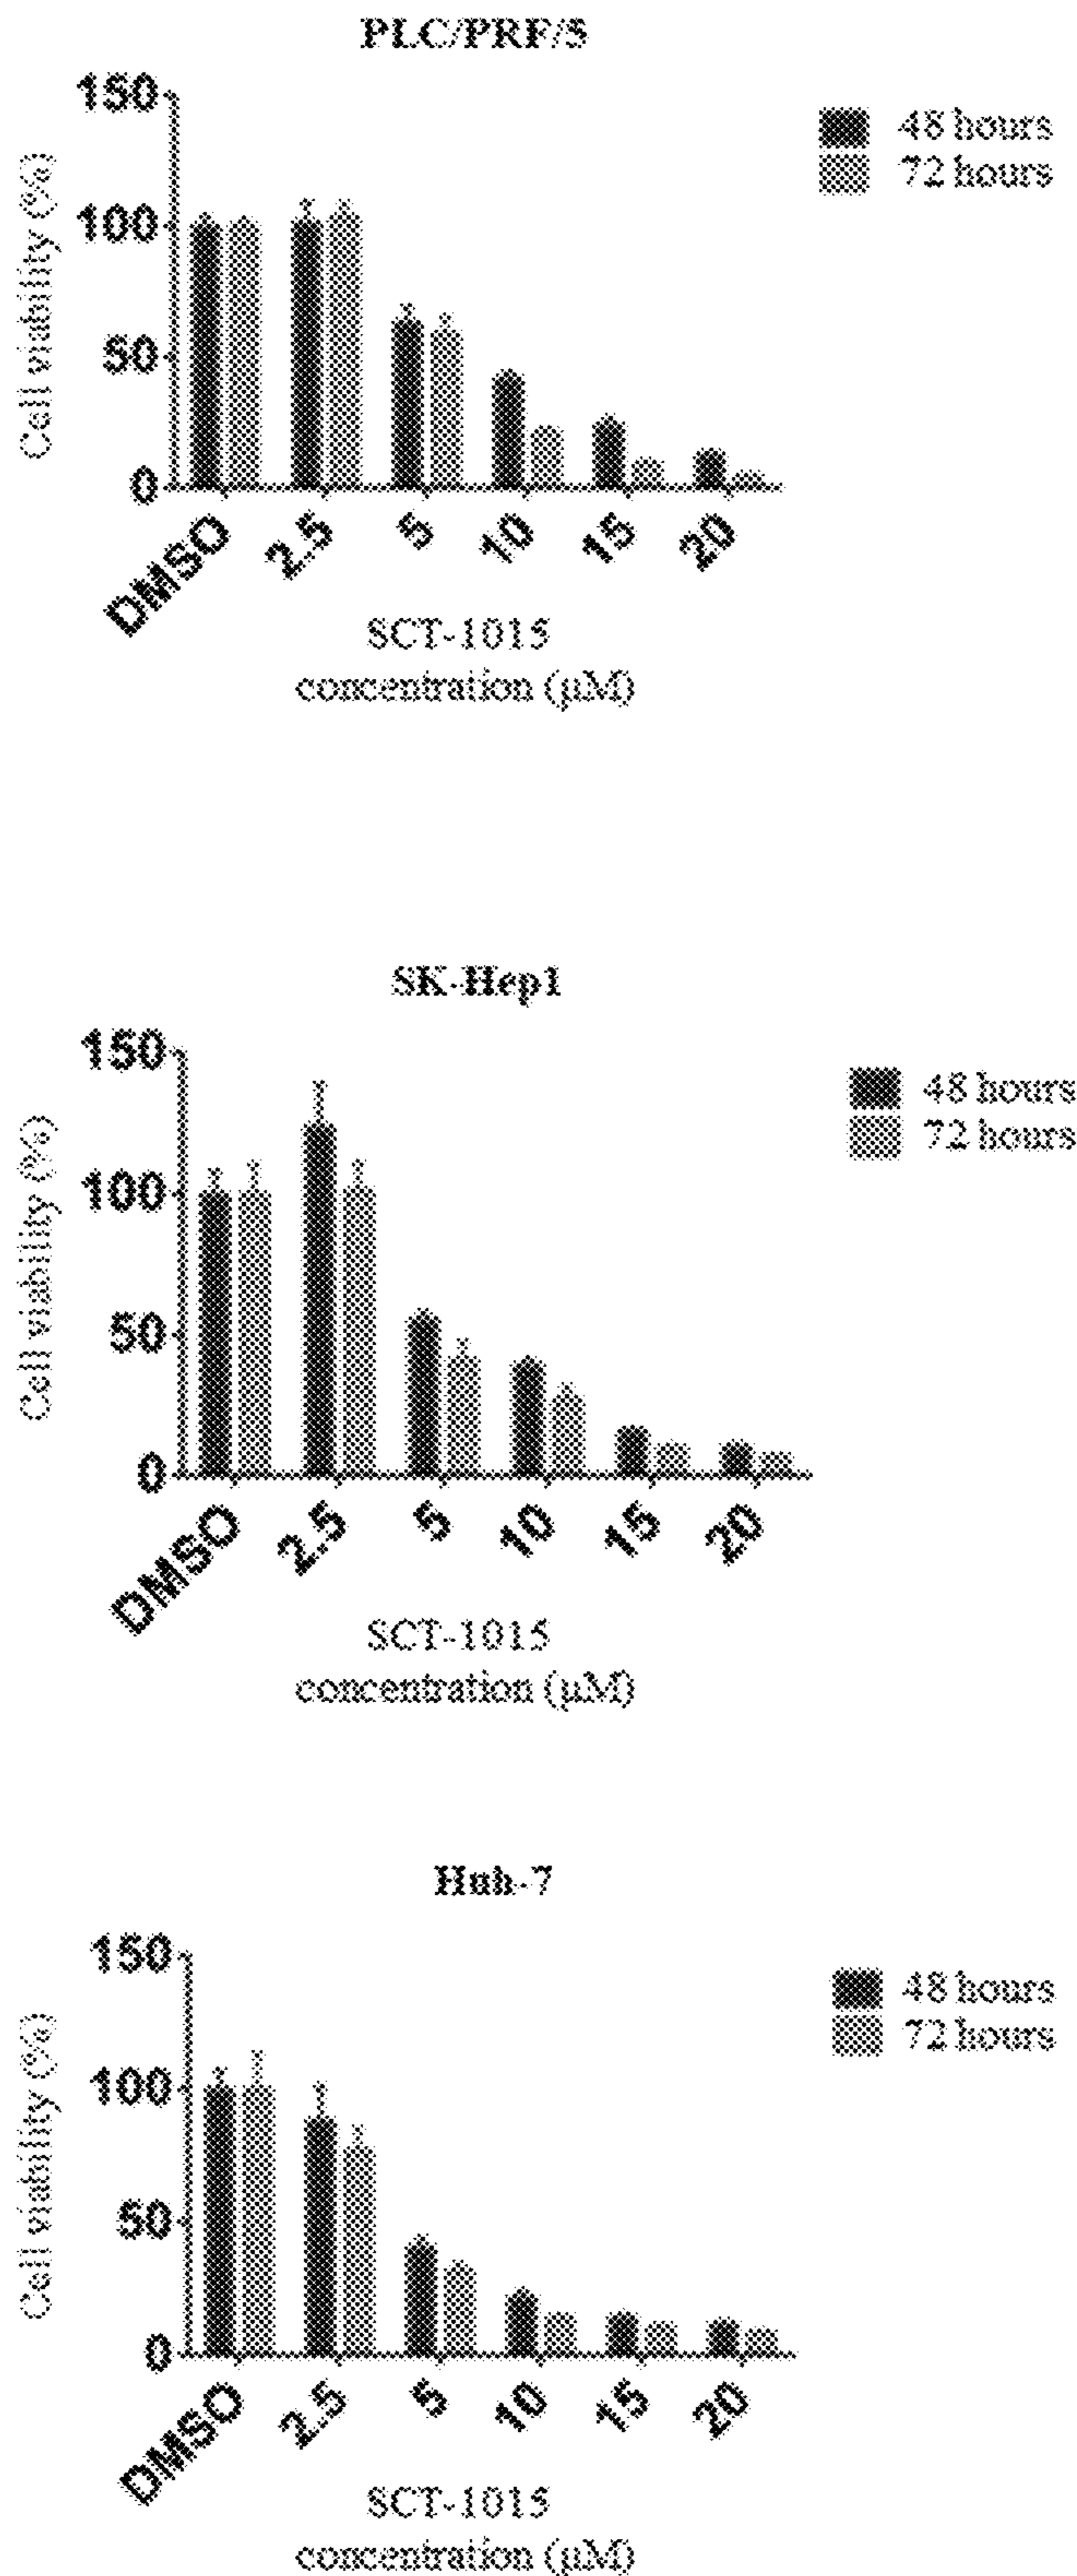 PLC/PRF/5
150
100
50
0
Cell viability (%)
48 hours
72 hours
DMSO
2.5
5
10
15
20
SCT-1015
concentration (µM)
SK-Hep1
150
100
50
0
Cell viability (%)
48 hours
72 hours
DMSO
2.5
5
10
15
20
SCT-1015
concentration (µM)
Huh-7
150
100
50
0
Cell viability (%)
48 hours
72 hours
DMSO
2.5
5
10
15
20
SCT-1015
concentration (µM)